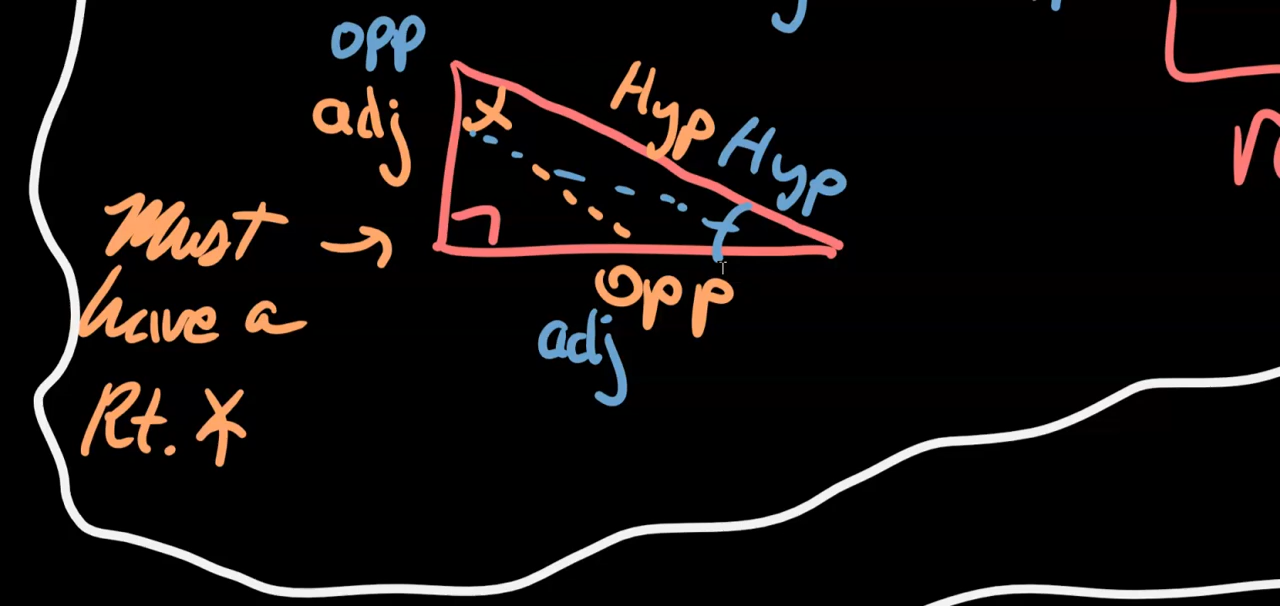 opp
adj
x
Hyp
Hyp
Must →
have a
Rt.
opp
adj